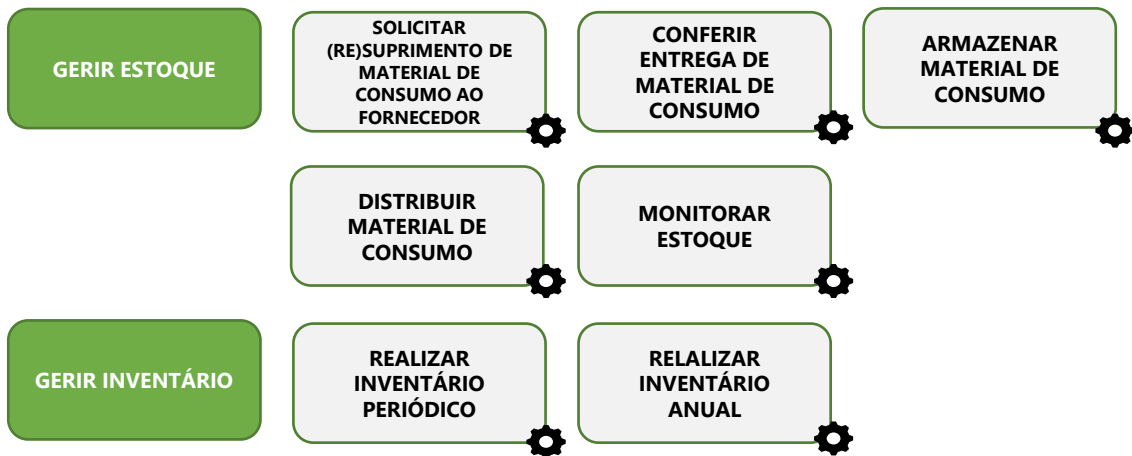 GERIR ESTOQUE
SOLICITAR
(RE)SUPRIMENTO DE
MATERIAL DE
CONSUMO AO
FORNECEDOR
CONFERIR
ENTREGA DE
MATERIAL DE
CONSUMO
ARMAZENAR
MATERIAL DE
CONSUMO
DISTRIBUIR
MATERIAL DE
CONSUMO
MONITORAR
ESTOQUE
GERIR INVENTÁRIO
REALIZAR
INVENTÁRIO
PERIÓDICO
RELALIZAR
INVENTÁRIO
ANUAL